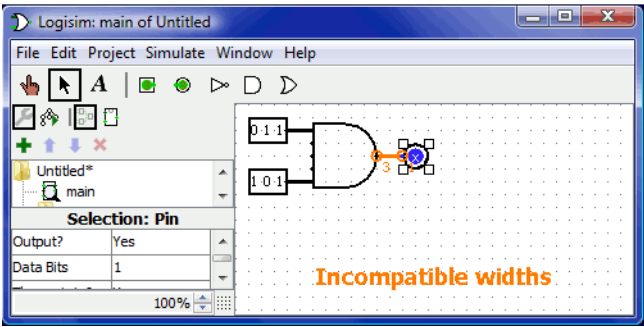 Logisim: main of Untitled
File Edit Project Simulate Window Help
A
Untitled*
main
Selection: Pin
Output? Yes
Data Bits 1
100%
0 1 1
1 0 1
3
x
Incompatible widths